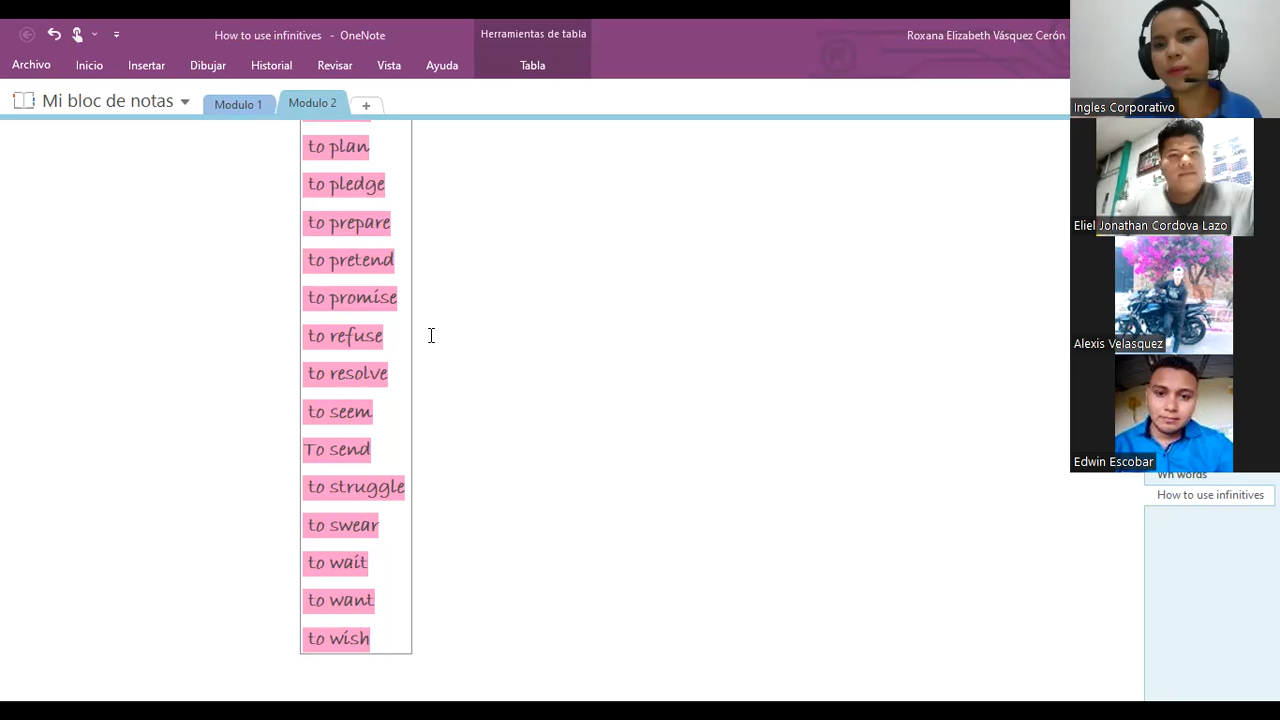 How to use infinitives - OneNote
Herramientas de tabla
Roxana Elizabeth Vásquez Cerón
Archivo Inicio Insertar Dibujar Historial Revisar Vista Ayuda Tabla
Mi bloc de notas Modulo 1 Modulo 2 +
to plan
to pledge
to prepare
to pretend
to promise
to refuse
to resolve
to seem
To send
to struggle
to swear
to wait
to want
to wish
Ingles Corporativo
Eliel Jonathan Cordova Lazo
Alexis Velasquez
Edwin Escobar
Wh words
How to use infinitives